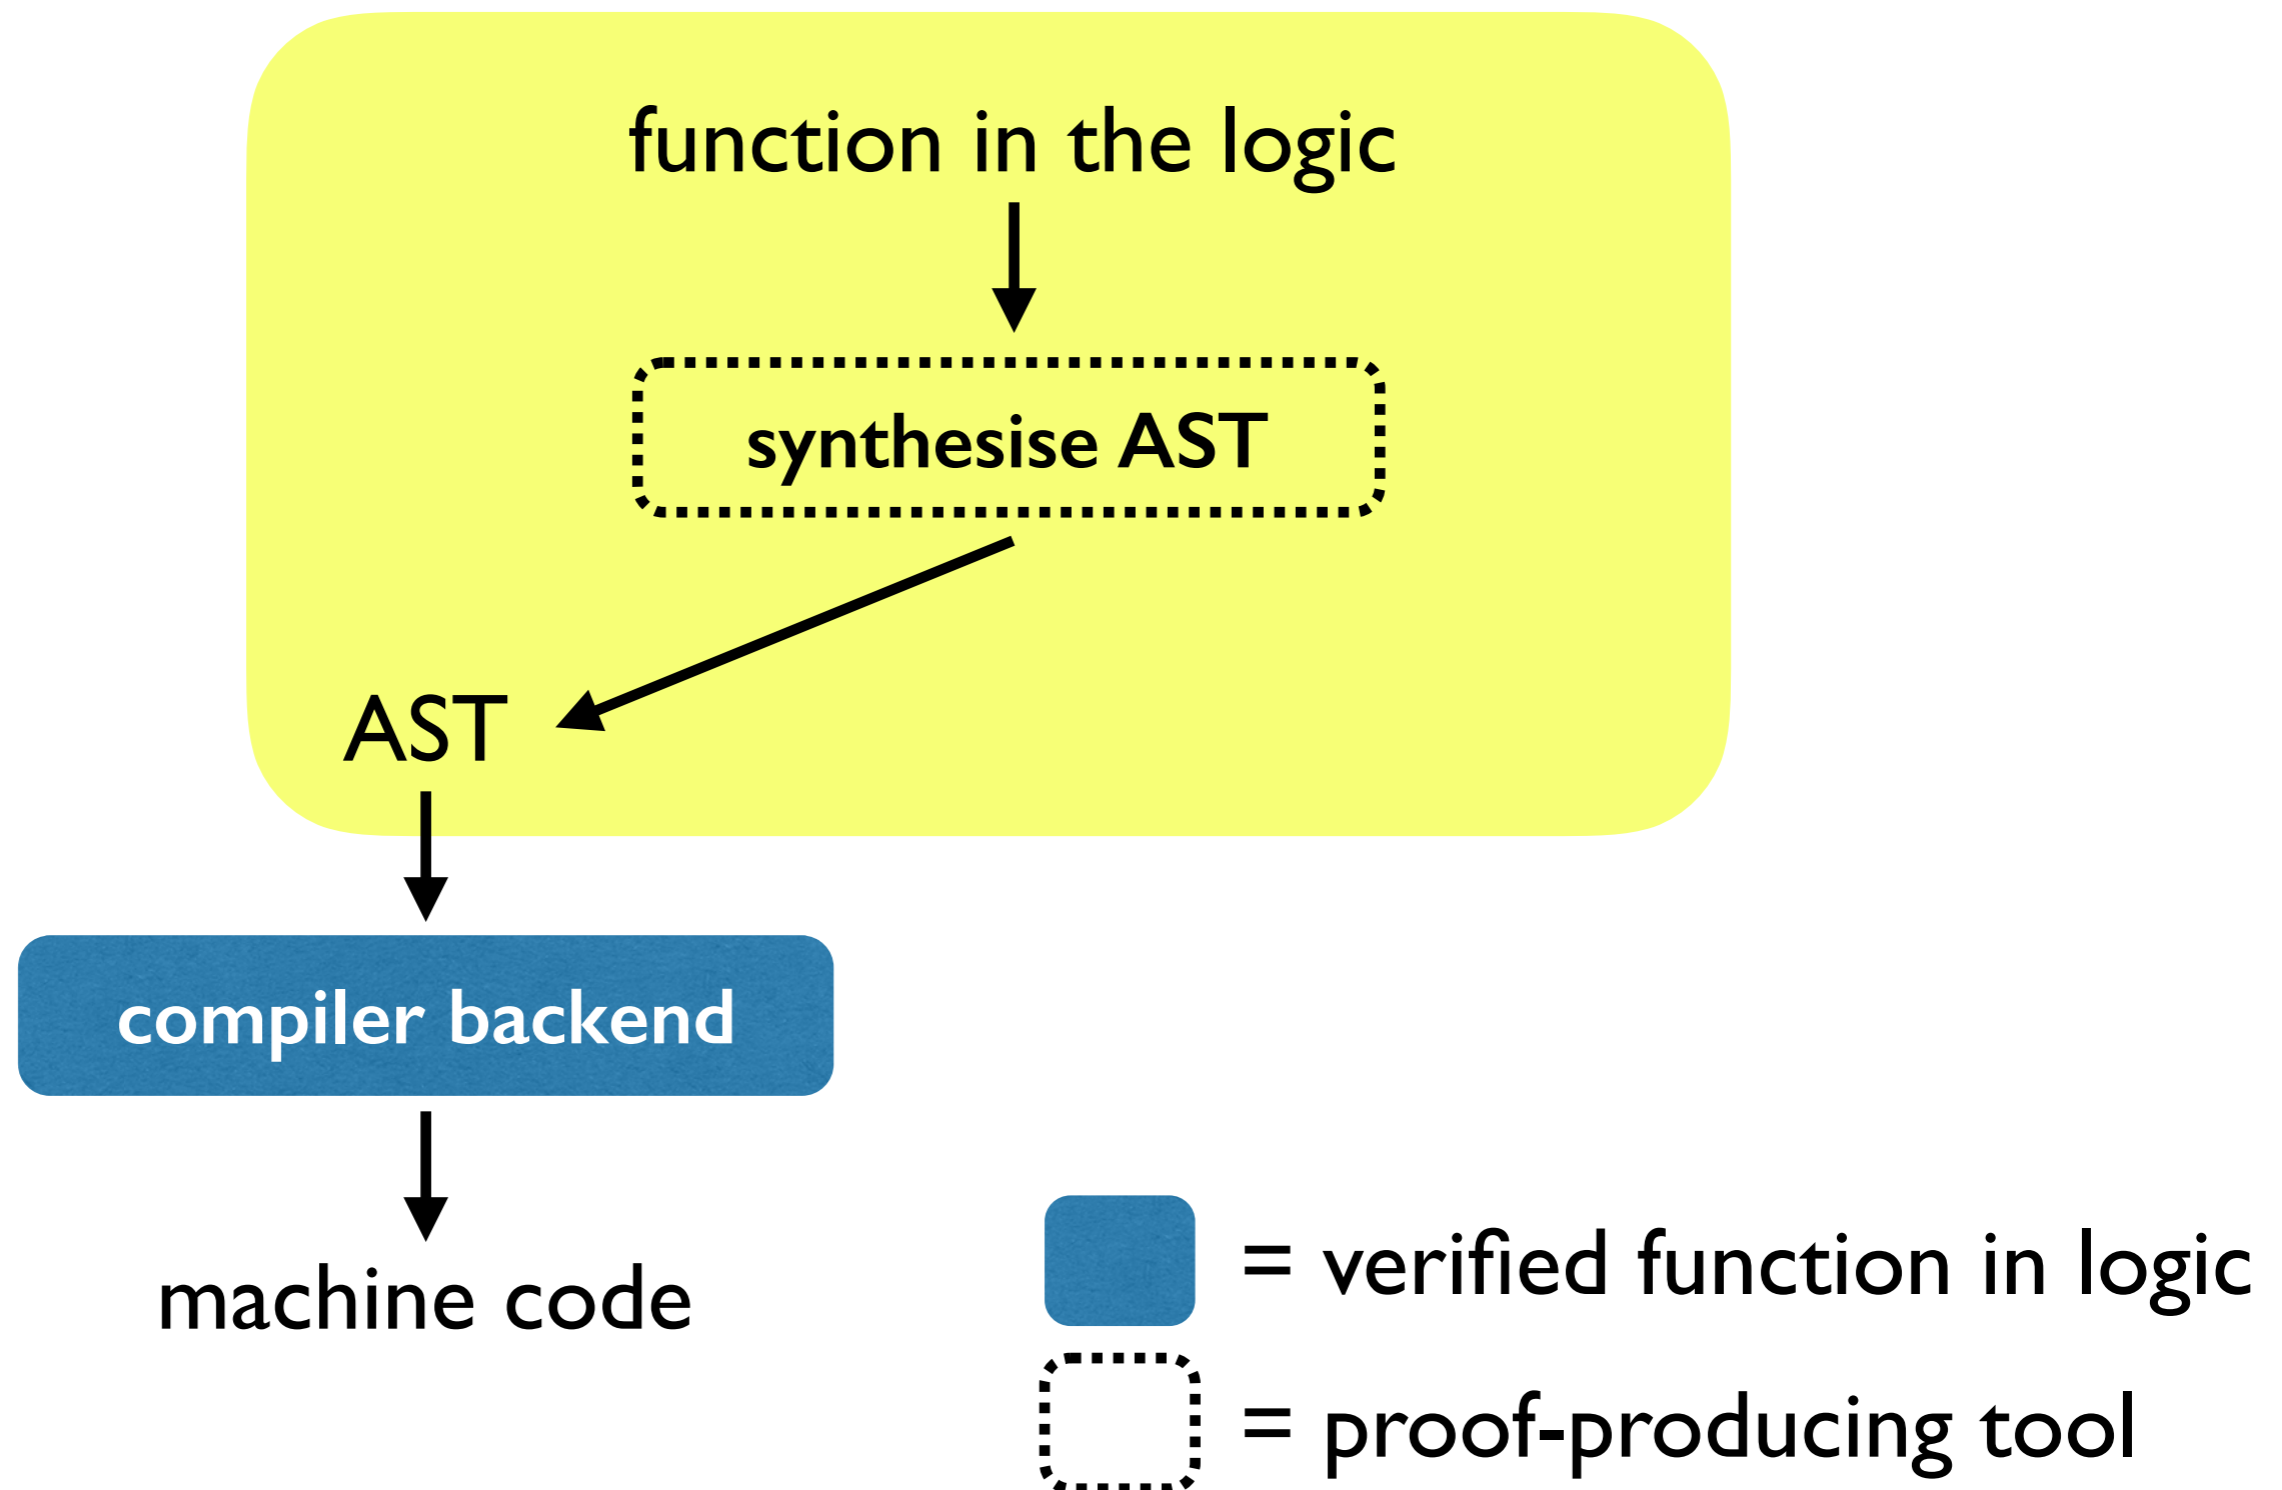 function in the logic
synthesise AST
AST
compiler backend
machine code
= verified function in logic
= proof-producing tool